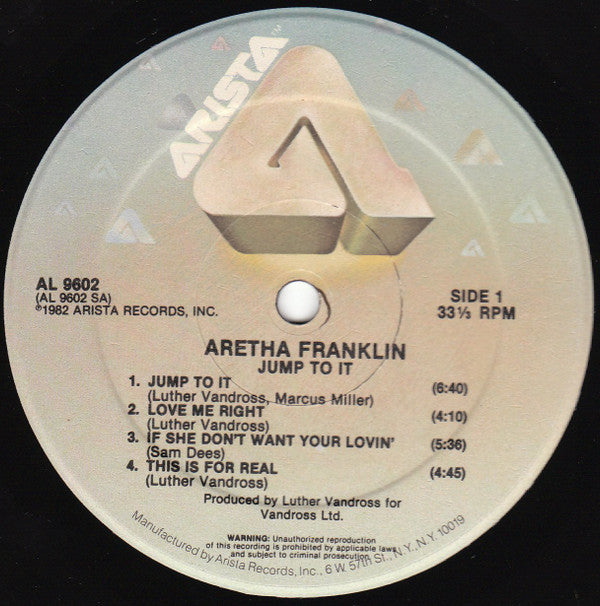 ARISTA™
AL 9602
(AL 9602 SA)
℗1982 ARISTA RECORDS, INC.
SIDE 1
33⅓ RPM
ARETHA FRANKLIN
JUMP TO IT
1. JUMP TO IT (6:40)
(Luther Vandross, Marcus Miller)
2. LOVE ME RIGHT (4:10)
(Luther Vandross)
3. IF SHE DON'T WANT YOUR LOVIN' (5:36)
(Sam Dees)
4. THIS IS FOR REAL (4:45)
(Luther Vandross)
Produced by Luther Vandross for
Vandross Ltd.
WARNING: Unauthorized reproduction
of this recording is prohibited by applicable laws
and subject to criminal prosecution.
Manufactured by Arista Records, Inc., 6 W. 57th St., N.Y., N.Y. 10019